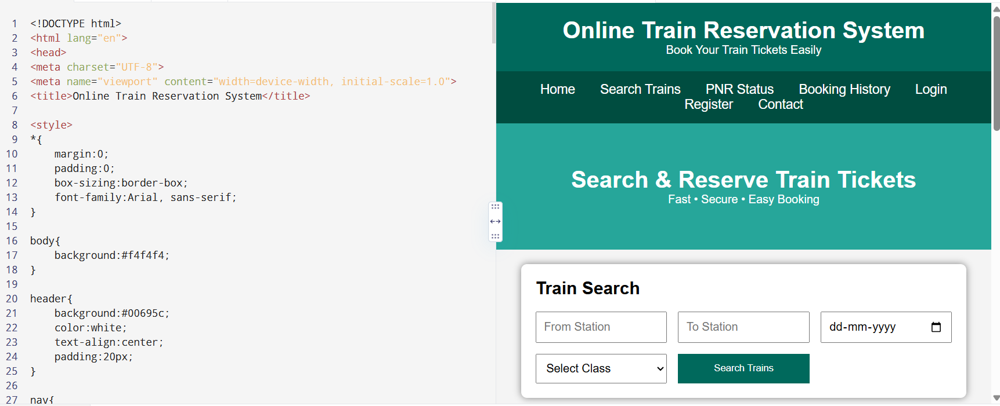 1 <!DOCTYPE html>
2 <html lang="en">
3 <head>
4 <meta charset="UTF-8">
5 <meta name="viewport" content="width=device-width, initial-scale=1.0">
6 <title>Online Train Reservation System</title>
7
8 <style>
9 *{
10 margin:0;
11 padding:0;
12 box-sizing:border-box;
13 font-family:Arial, sans-serif;
14 }
15
16 body{
17 background:#f4f4f4;
18 }
19
20 header{
21 background:#00695c;
22 color:white;
23 text-align:center;
24 padding:20px;
25 }
26
27 nav{
Online Train Reservation System
Book Your Train Tickets Easily
Home Search Trains PNR Status Booking History Login
Register Contact
Search & Reserve Train Tickets
Fast • Secure • Easy Booking
Train Search
From Station To Station dd-mm-yyyy
Select Class Search Trains